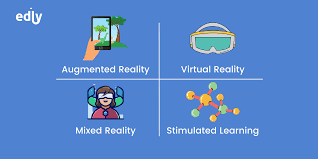 edly
Augmented Reality
Virtual Reality
Mixed Reality
Stimulated Learning